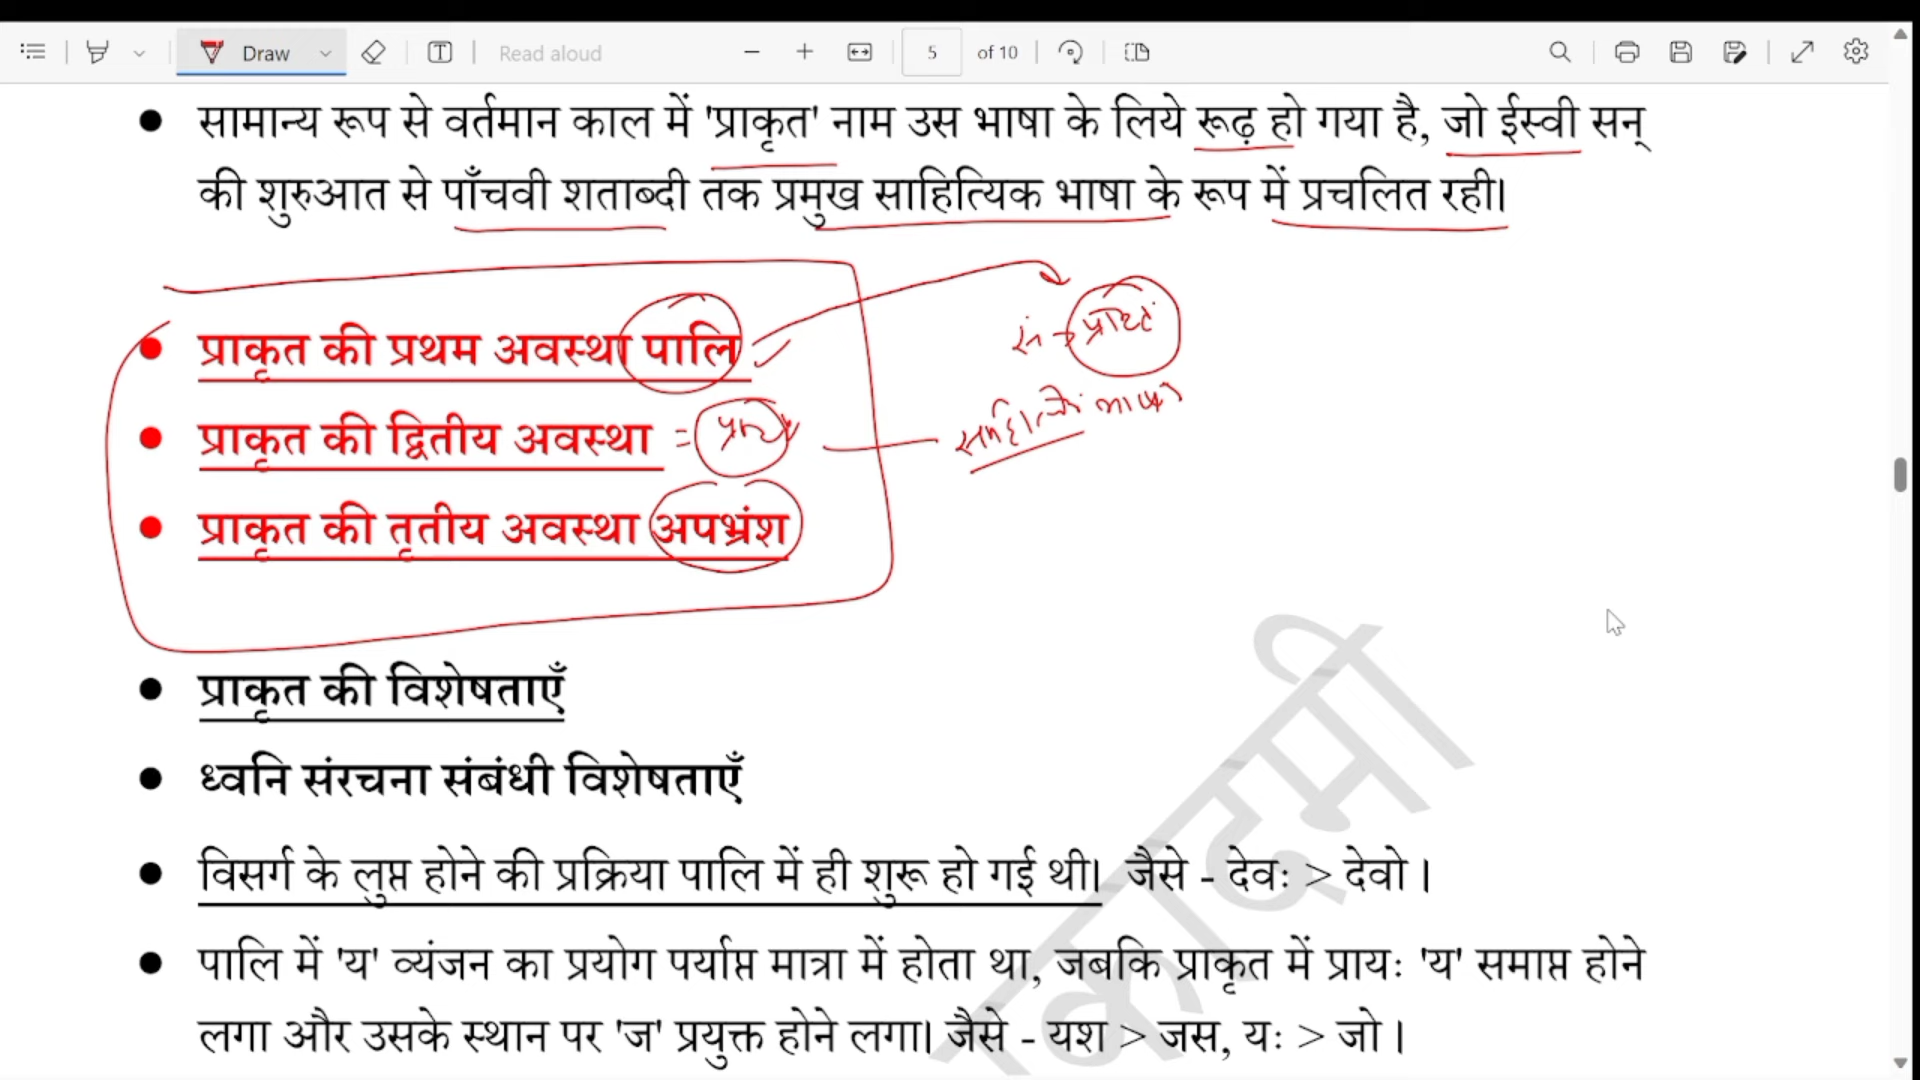 Draw
Read aloud
5 of 10
● सामान्य रूप से वर्तमान काल में 'प्राकृत' नाम उस भाषा के लिये रूढ़ हो गया है, जो ईस्वी सन्
की शुरुआत से पाँचवी शताब्दी तक प्रमुख साहित्यिक भाषा के रूप में प्रचलित रही।
● प्राकृत की प्रथम अवस्था पालि
● प्राकृत की द्वितीय अवस्था =
● प्राकृत की तृतीय अवस्था अपभ्रंश
● प्राकृत की विशेषताएँ
● ध्वनि संरचना संबंधी विशेषताएँ
● विसर्ग के लुप्त होने की प्रक्रिया पालि में ही शुरू हो गई थी। जैसे - देवः > देवो।
● पालि में 'य' व्यंजन का प्रयोग पर्याप्त मात्रा में होता था, जबकि प्राकृत में प्रायः 'य' समाप्त होने
लगा और उसके स्थान पर 'ज' प्रयुक्त होने लगा। जैसे - यश > जस, यः > जो।